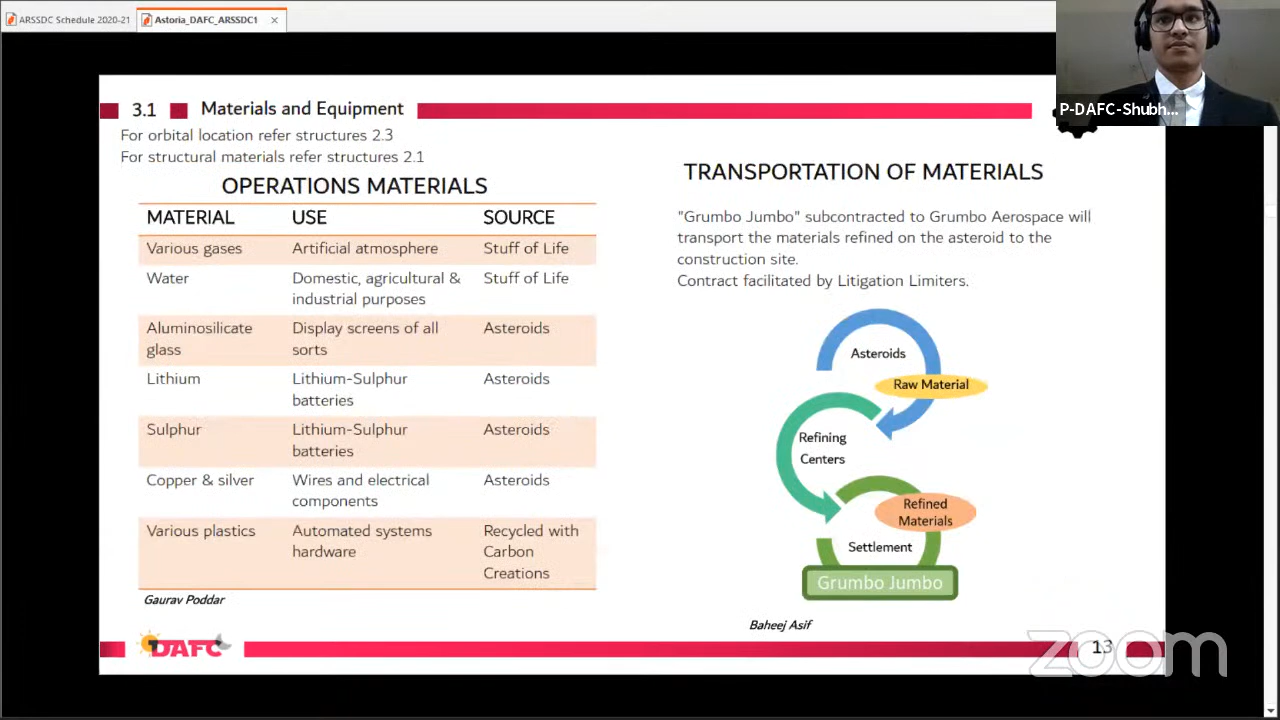 ARSSDC Schedule 2020-21
Astoria_DAFC_ARSSDC1
P-DAFC-Shubh...
3.1 Materials and Equipment
For orbital location refer structures 2.3
For structural materials refer structures 2.1
OPERATIONS MATERIALS
MATERIAL USE SOURCE
Various gases Artificial atmosphere Stuff of Life
Water Domestic, agricultural & Stuff of Life
industrial purposes
Aluminosilicate Display screens of all Asteroids
glass sorts
Lithium Lithium-Sulphur Asteroids
batteries
Sulphur Lithium-Sulphur Asteroids
batteries
Copper & silver Wires and electrical Asteroids
components
Various plastics Automated systems Recycled with
hardware Carbon
Creations
Gaurav Poddar
TRANSPORTATION OF MATERIALS
"Grumbo Jumbo" subcontracted to Grumbo Aerospace will
transport the materials refined on the asteroid to the
construction site.
Contract facilitated by Litigation Limiters.
Asteroids
Raw Material
Refining
Centers
Refined
Materials
Settlement
Grumbo Jumbo
Baheej Asif
DAFC
13
zoom